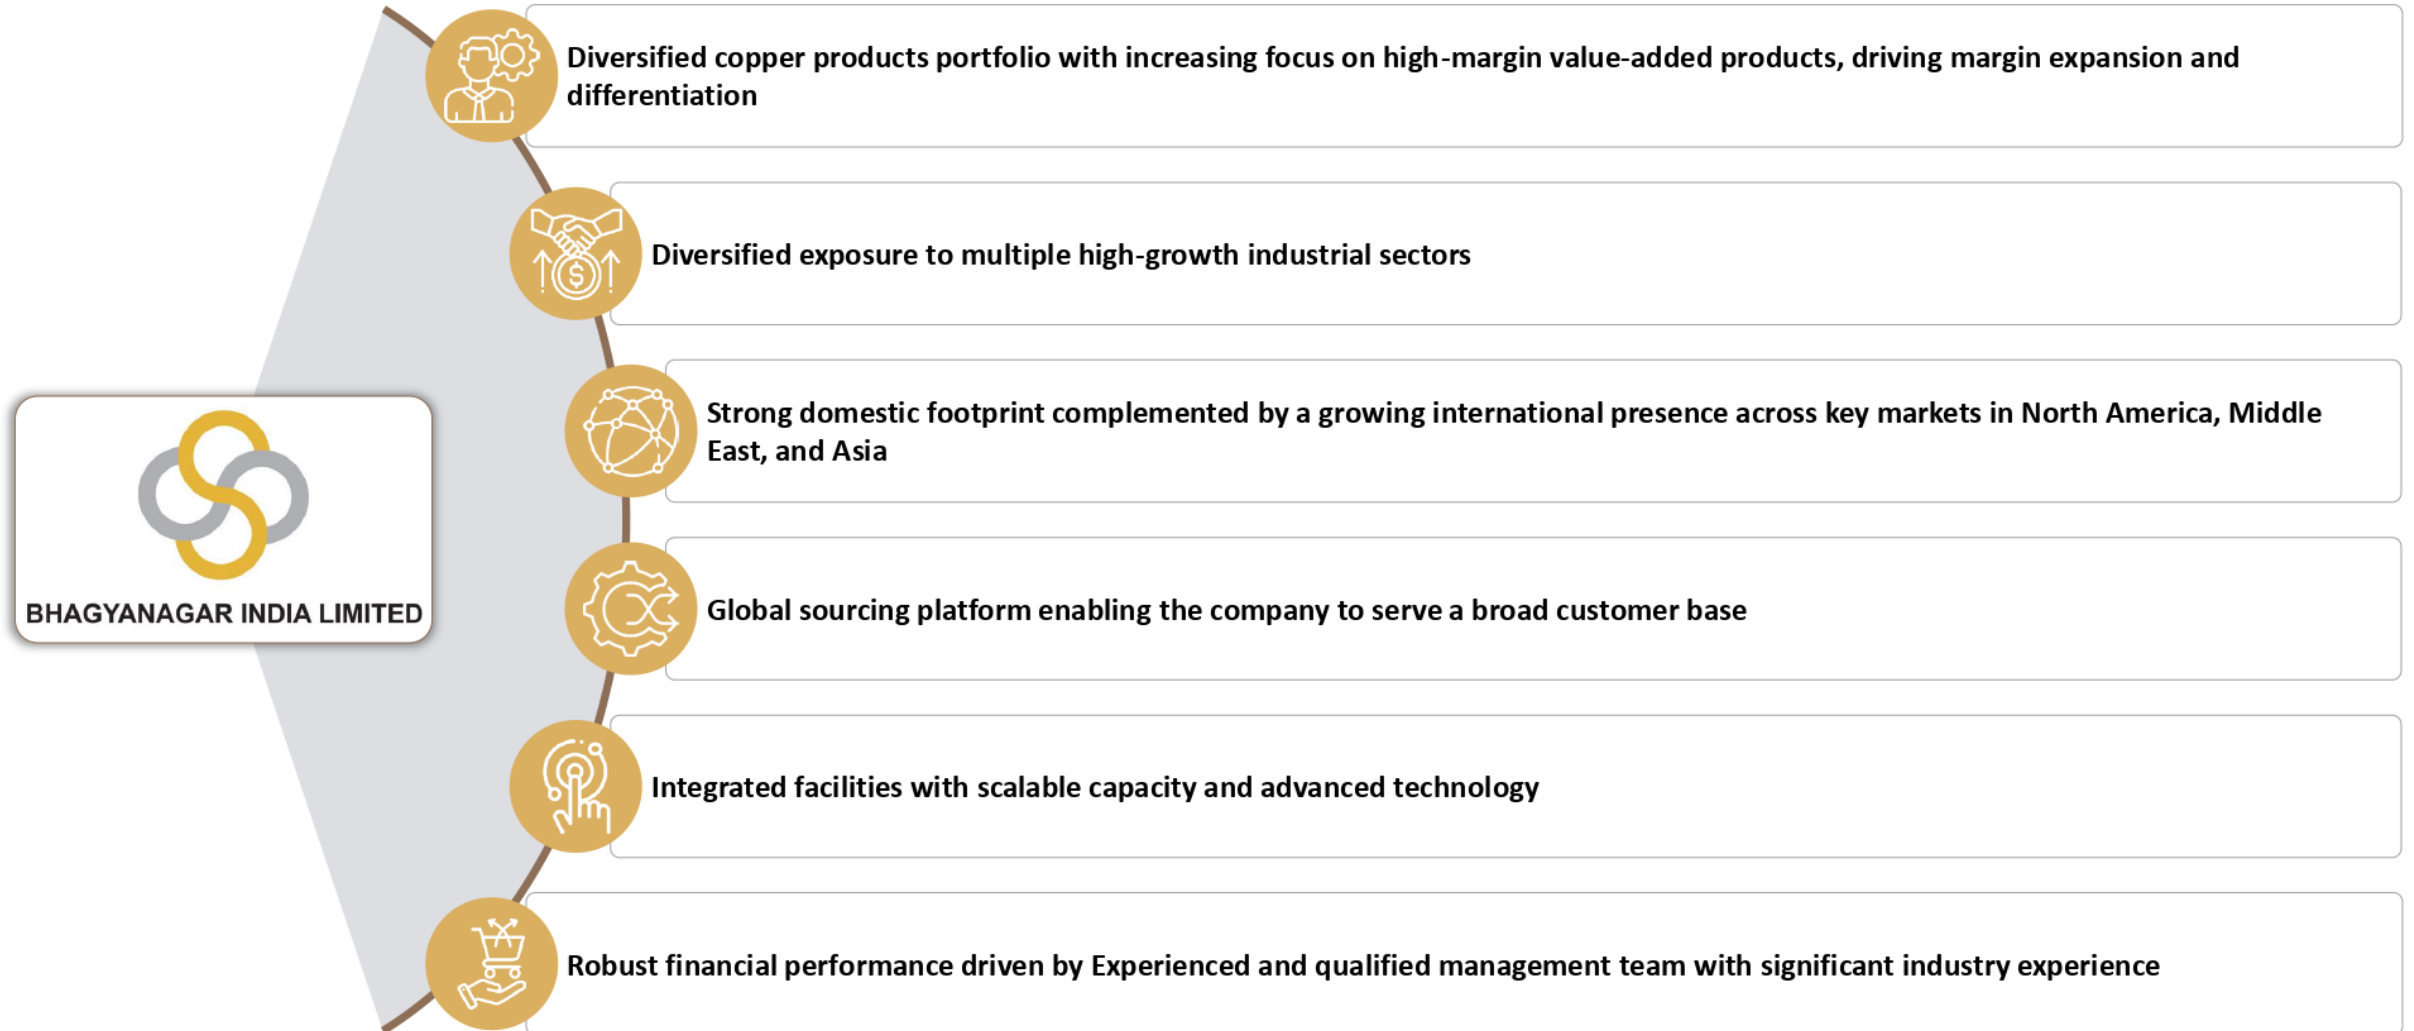 Diversified copper products portfolio with increasing focus on high-margin value-added products, driving margin expansion and
differentiation
Diversified exposure to multiple high-growth industrial sectors
Strong domestic footprint complemented by a growing international presence across key markets in North America, Middle
East, and Asia
BHAGYANAGAR INDIA LIMITED
Global sourcing platform enabling the company to serve a broad customer base
Integrated facilities with scalable capacity and advanced technology
Robust financial performance driven by Experienced and qualified management team with significant industry experience